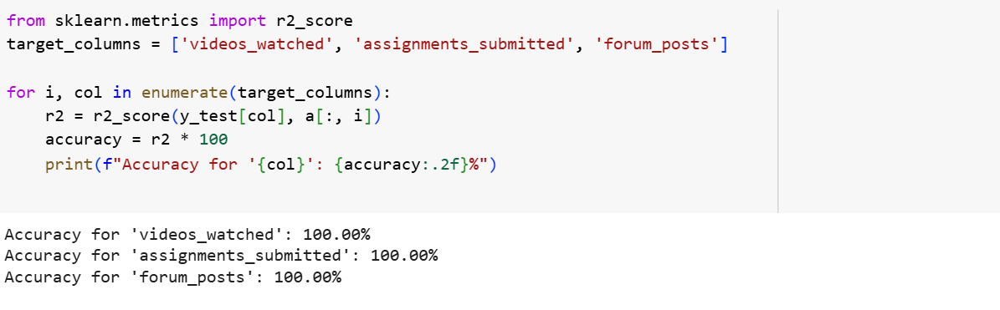 from sklearn.metrics import r2_score
target_columns = ['videos_watched', 'assignments_submitted', 'forum_posts']
for i, col in enumerate(target_columns):
    r2 = r2_score(y_test[col], a[:, i])
    accuracy = r2 * 100
    print(f"Accuracy for '{col}': {accuracy:.2f}%")
Accuracy for 'videos_watched': 100.00%
Accuracy for 'assignments_submitted': 100.00%
Accuracy for 'forum_posts': 100.00%